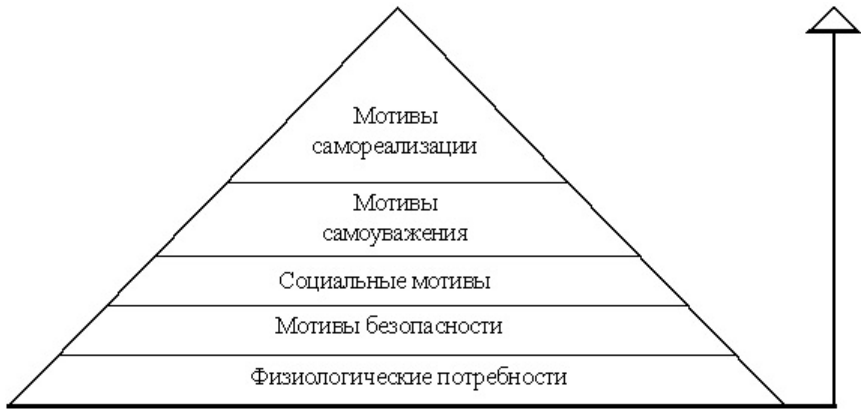 Мотивы
самореализации
Мотивы
самоуважения
Социальные мотивы
Мотивы безопасности
Физиологические потребности